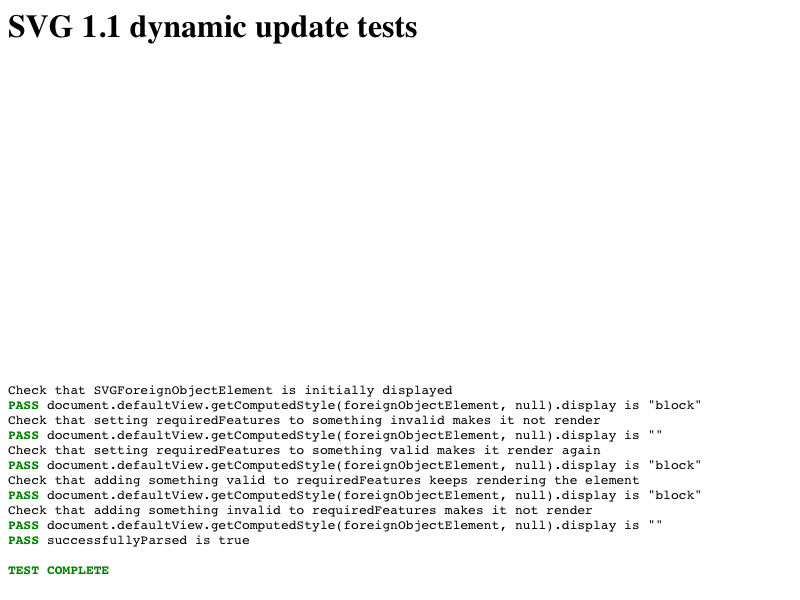 SVG 1.1 dynamic update tests
Check that SVGForeignObjectElement is initially displayed
PASS document.defaultView.getComputedStyle(foreignObjectElement, null).display is "block"
Check that setting requiredFeatures to something invalid makes it not render
PASS document.defaultView.getComputedStyle(foreignObjectElement, null).display is ""
Check that setting requiredFeatures to something valid makes it render again
PASS document.defaultView.getComputedStyle(foreignObjectElement, null).display is "block"
Check that adding something valid to requiredFeatures keeps rendering the element
PASS document.defaultView.getComputedStyle(foreignObjectElement, null).display is "block"
Check that adding something invalid to requiredFeatures makes it not render
PASS document.defaultView.getComputedStyle(foreignObjectElement, null).display is ""
PASS successfullyParsed is true
TEST COMPLETE